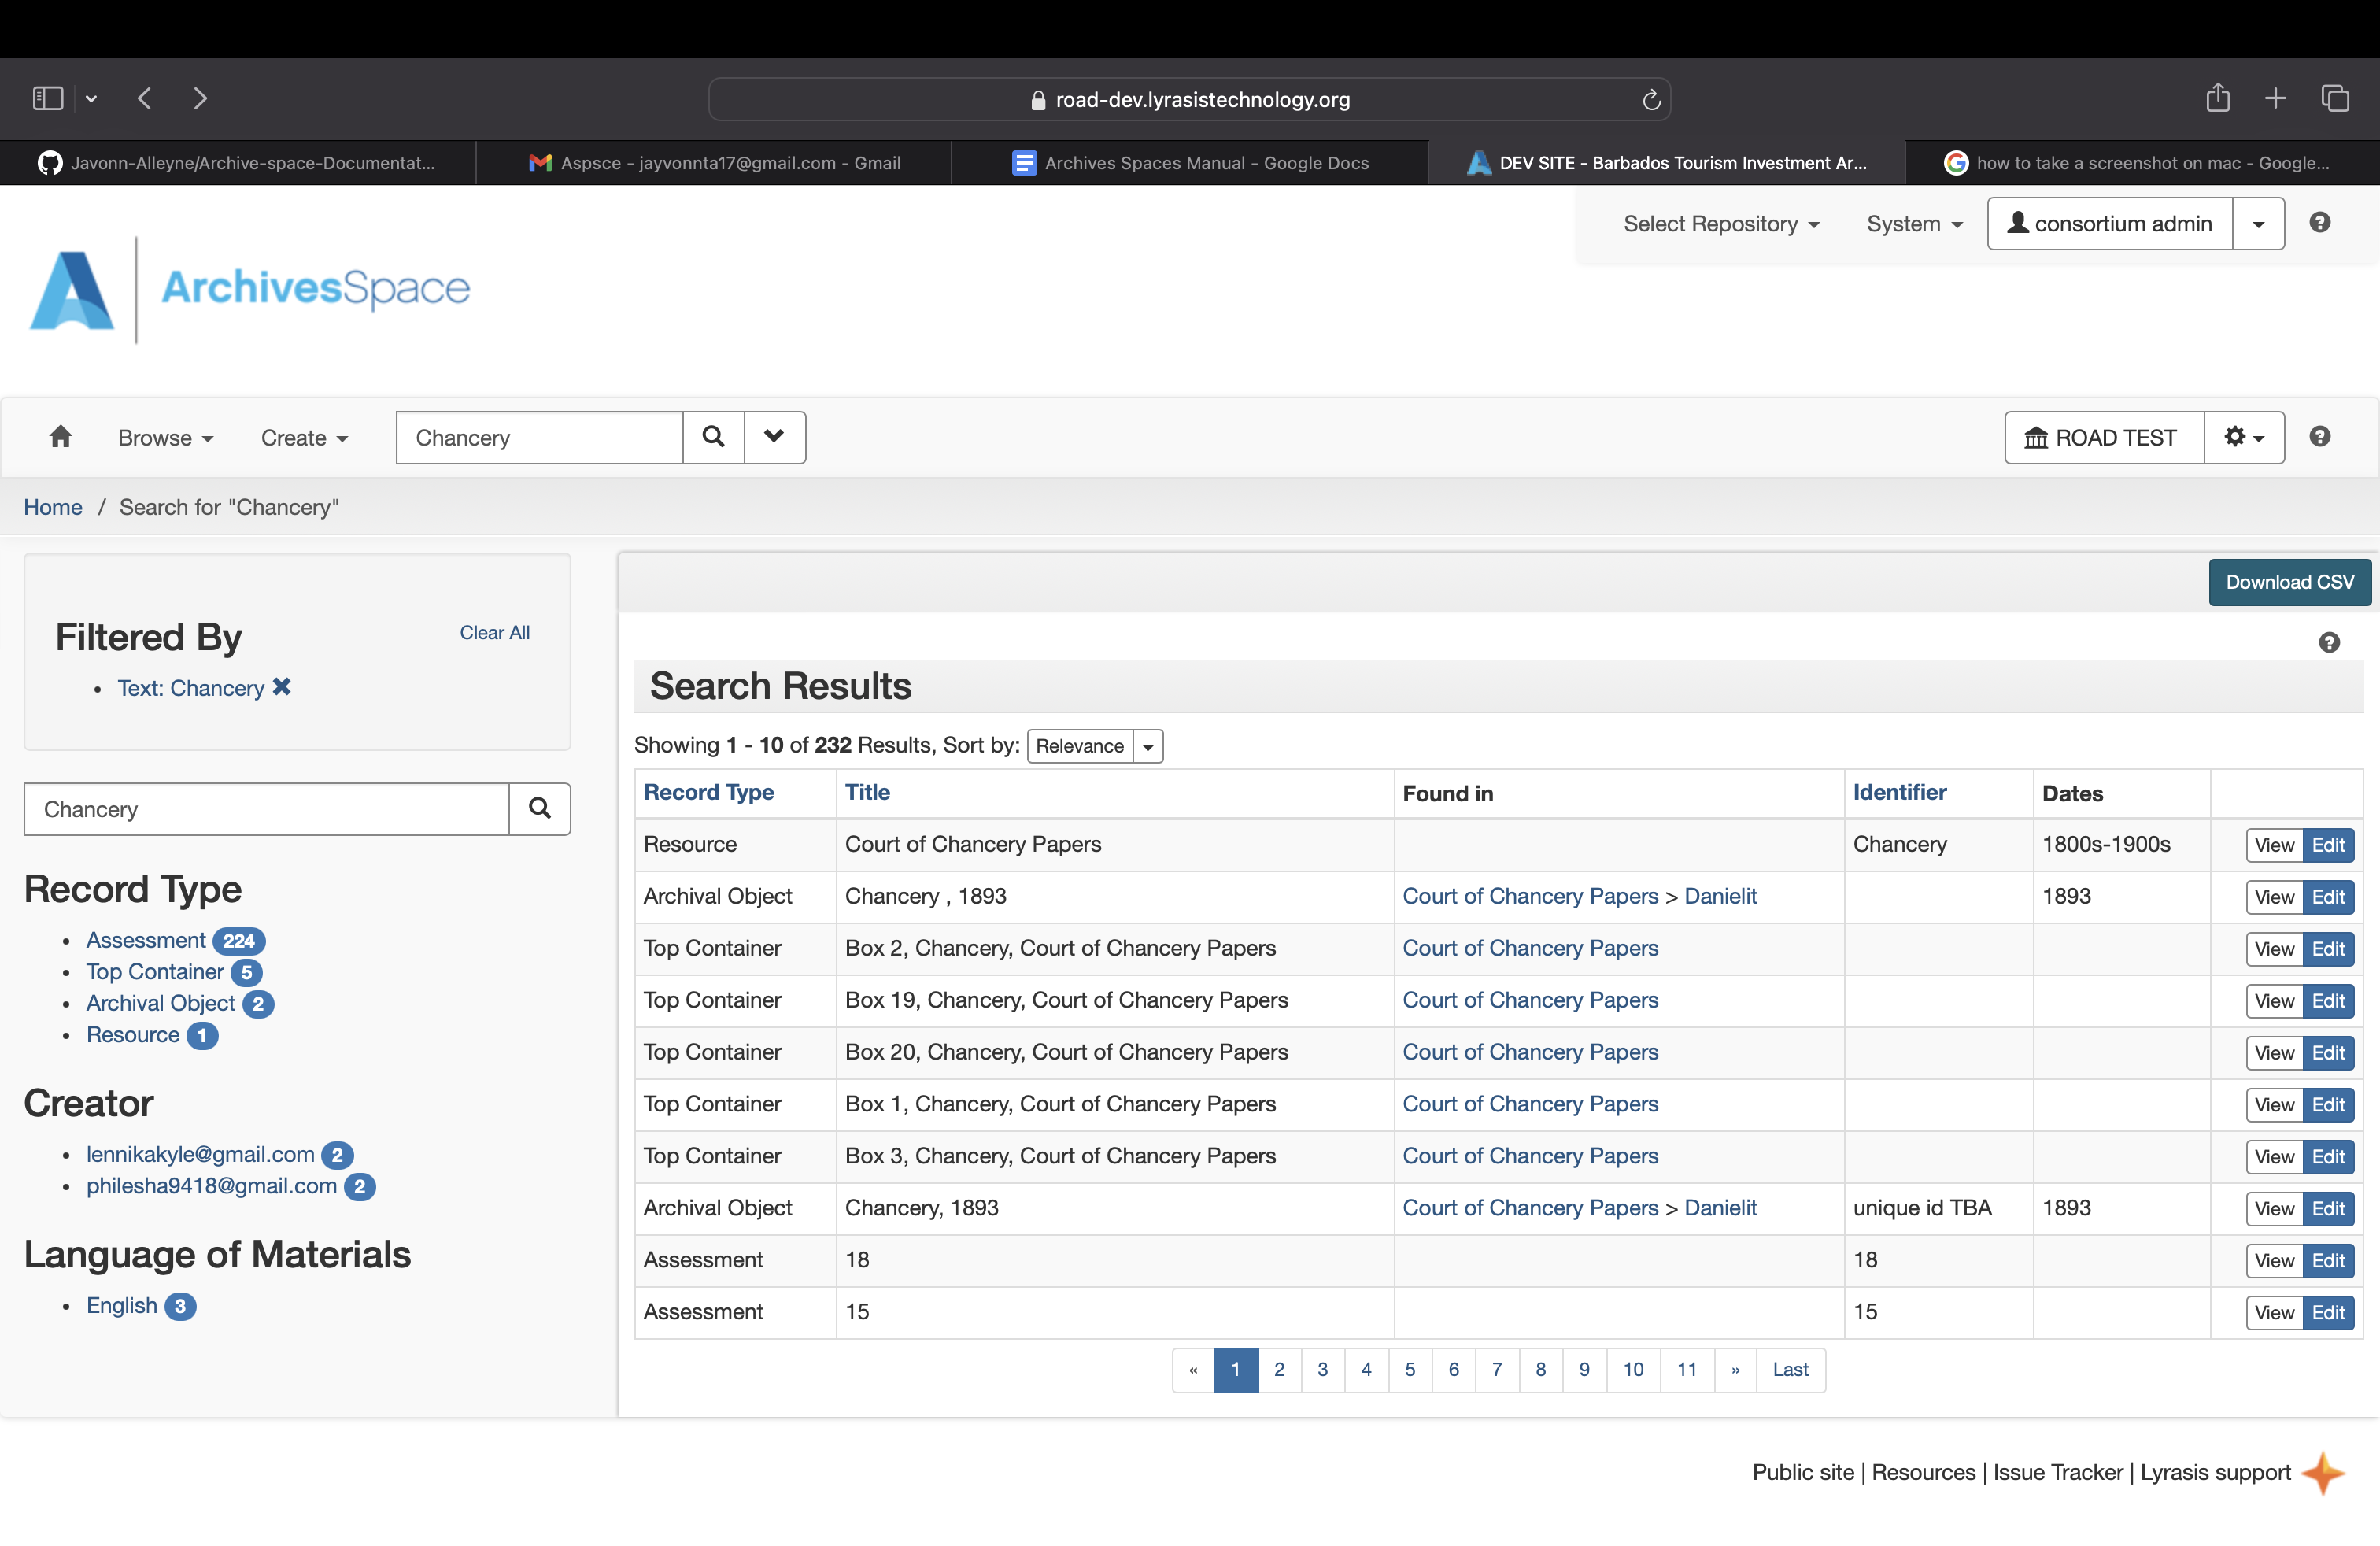 road-dev.lyrasistechnology.org
Javonn-Alleyne/Archive-space-Documentat...
Aspsce - jayvonnta17@gmail.com - Gmail
Archives Spaces Manual - Google Docs
DEV SITE - Barbados Tourism Investment Ar...
how to take a screenshot on mac - Google...
Select Repository
System
consortium admin
ArchivesSpace
Browse
Create
Chancery
ROAD TEST
Home / Search for "Chancery"
Download CSV
Filtered By
Clear All
Text: Chancery
Chancery
Record Type
Assessment 224
Top Container 5
Archival Object 2
Resource 1
Creator
lennikakyle@gmail.com 2
philesha9418@gmail.com 2
Language of Materials
English 3
Search Results
Showing 1 - 10 of 232 Results, Sort by: Relevance
Record Type Title Found in Identifier Dates
Resource Court of Chancery Papers Chancery 1800s-1900s View Edit
Archival Object Chancery , 1893 Court of Chancery Papers > Danielit 1893 View Edit
Top Container Box 2, Chancery, Court of Chancery Papers Court of Chancery Papers View Edit
Top Container Box 19, Chancery, Court of Chancery Papers Court of Chancery Papers View Edit
Top Container Box 20, Chancery, Court of Chancery Papers Court of Chancery Papers View Edit
Top Container Box 1, Chancery, Court of Chancery Papers Court of Chancery Papers View Edit
Top Container Box 3, Chancery, Court of Chancery Papers Court of Chancery Papers View Edit
Archival Object Chancery, 1893 Court of Chancery Papers > Danielit unique id TBA 1893 View Edit
Assessment 18 18 View Edit
Assessment 15 15 View Edit
« 1 2 3 4 5 6 7 8 9 10 11 » Last
Public site | Resources | Issue Tracker | Lyrasis support